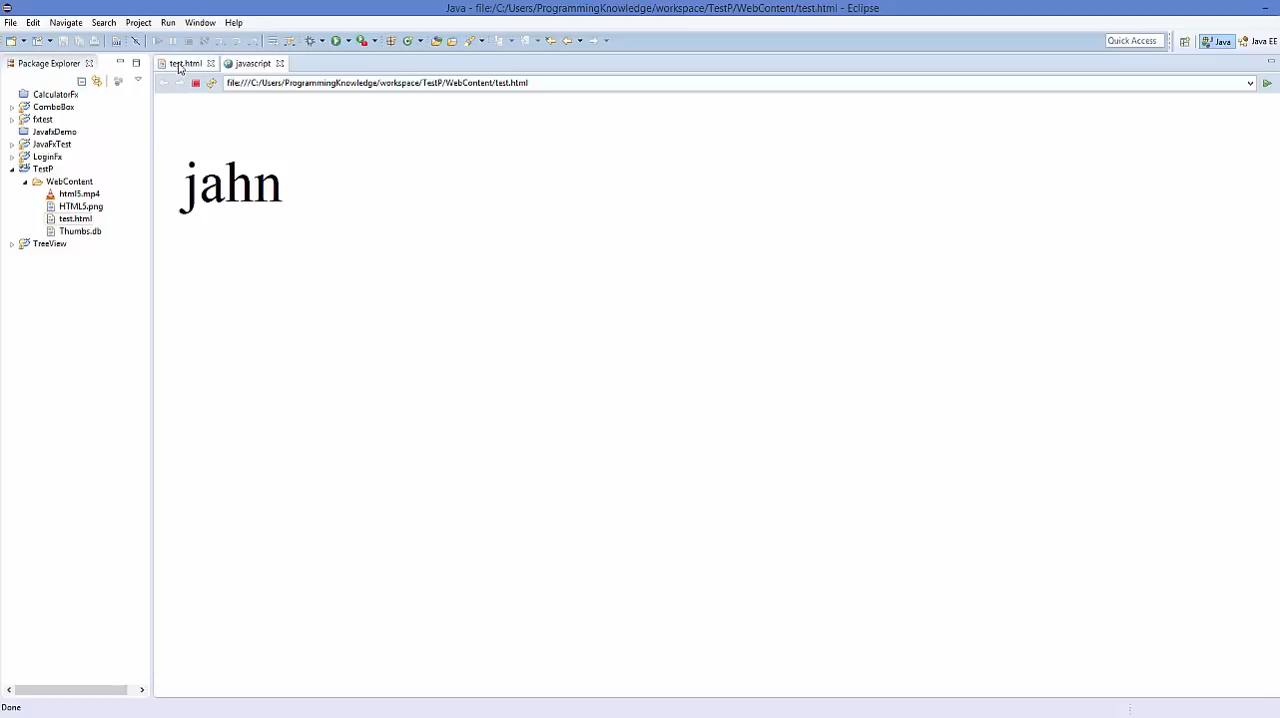 Java - file:/C:/Users/ProgrammingKnowledge/workspace/TestP/WebContent/test.html - Eclipse
File Edit Navigate Search Project Run Window Help
Quick Access Java Java EE
Package Explorer test.html javascript
file:///C:/Users/ProgrammingKnowledge/workspace/TestP/WebContent/test.html
CalculatorFx
ComboBox
fxtest
JavafxDemo
JavaFxTest
LoginFx
TestP
WebContent
html5.mp4
HTML5.png
test.html
Thumbs.db
TreeView
jahn
Done